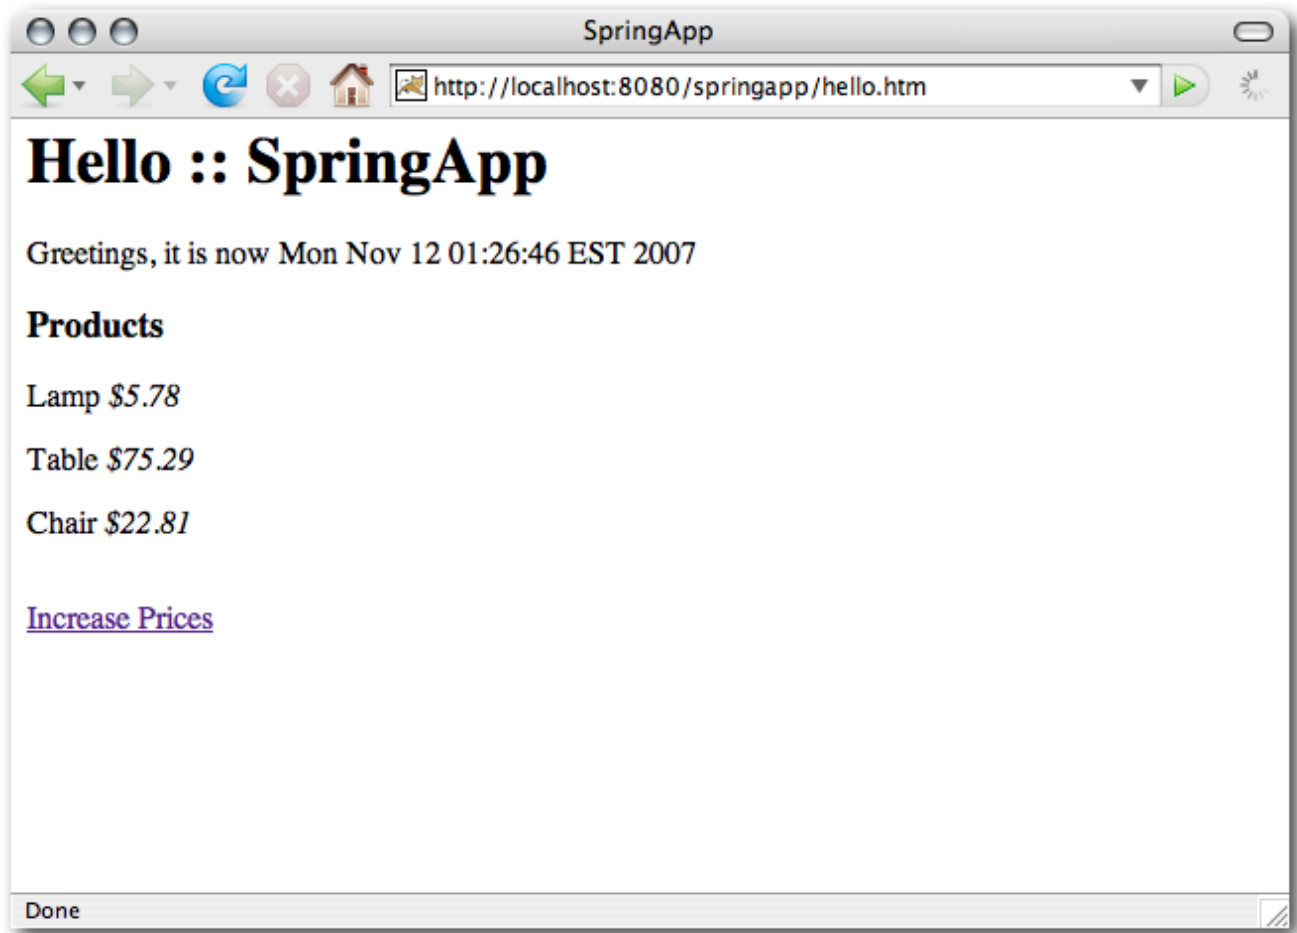 SpringApp
http://localhost:8080/springapp/hello.htm
Hello :: SpringApp
Greetings, it is now Mon Nov 12 01:26:46 EST 2007
Products
Lamp $5.78
Table $75.29
Chair $22.81
Increase Prices
Done